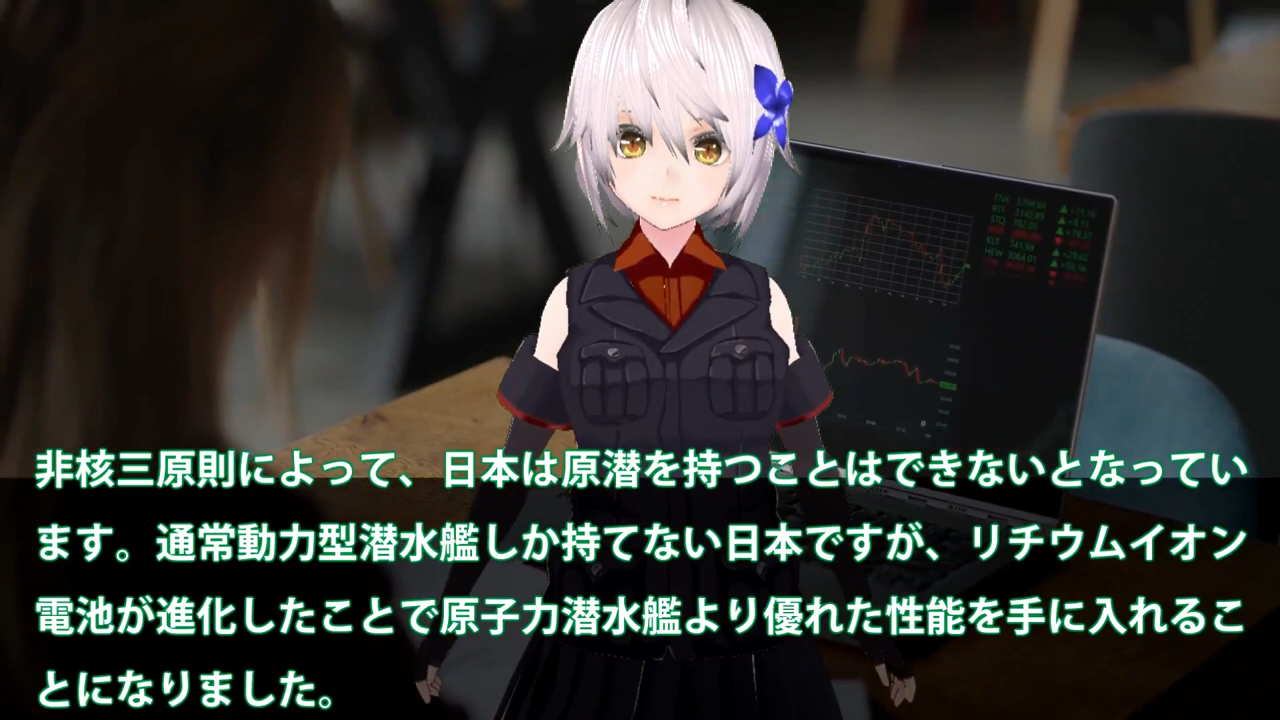 非核三原則によって、日本は原潜を持つことはできないとなってい
ます。通常動力型潜水艦しか持てない日本ですが、リチウムイオン
電池が進化したことで原子力潜水艦より優れた性能を手に入れるこ
とになりました。